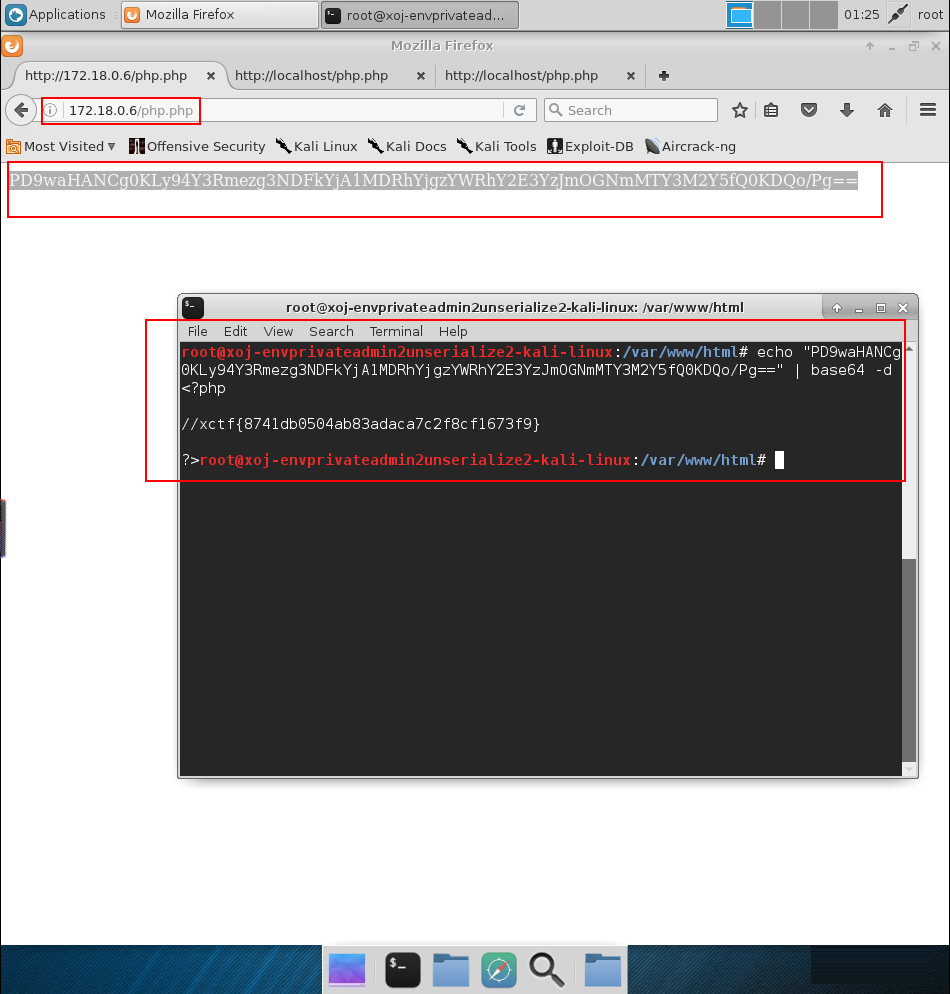 Applications Mozilla Firefox root@xoj-envprivatead... 01:25 root
Mozilla Firefox
http://172.18.0.6/php.php http://localhost/php.php http://localhost/php.php
172.18.0.6/php.php Search
Most Visited Offensive Security Kali Linux Kali Docs Kali Tools Exploit-DB Aircrack-ng
PD9waHANCg0KLy94Y3Rmezg3NDFkYjA1MDRhYjgzYWRhY2E3YzJmOGNmMTY3M2Y5fQ0KDQo/Pg==
root@xoj-envprivateadmin2unserialize2-kali-linux: /var/www/html
File Edit View Search Terminal Help
root@xoj-envprivateadmin2unserialize2-kali-linux:/var/www/html# echo "PD9waHANCg
0KLy94Y3Rmezg3NDFkYjA1MDRhYjgzYWRhY2E3YzJmOGNmMTY3M2Y5fQ0KDQo/Pg==" | base64 -d
<?php
//xctf{8741db0504ab83adaca7c2f8cf1673f9}
?>root@xoj-envprivateadmin2unserialize2-kali-linux:/var/www/html#